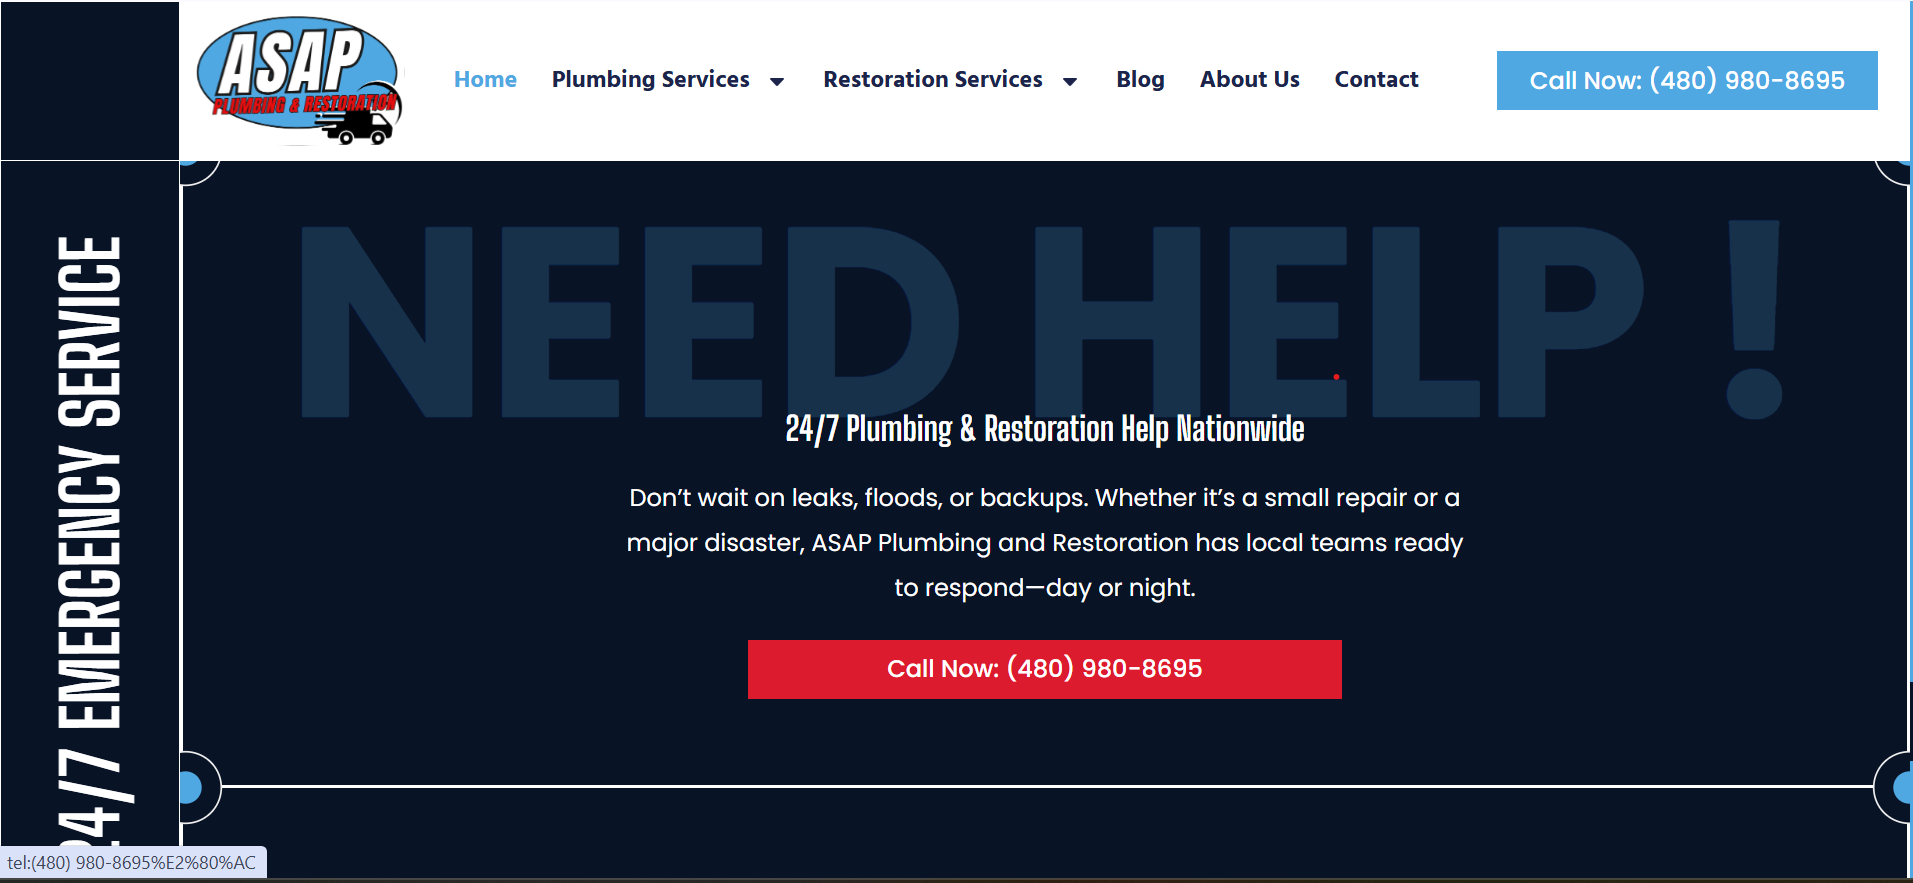 ASAP
PLUMBING & RESTORATION
Home
Plumbing Services
Restoration Services
Blog
About Us
Contact
Call Now: (480) 980-8695
24/7 EMERGENCY SERVICE
NEED HELP !
24/7 Plumbing & Restoration Help Nationwide
Don’t wait on leaks, floods, or backups. Whether it’s a small repair or a
major disaster, ASAP Plumbing and Restoration has local teams ready
to respond—day or night.
Call Now: (480) 980-8695
tel:(480) 980-8695%E2%80%AC